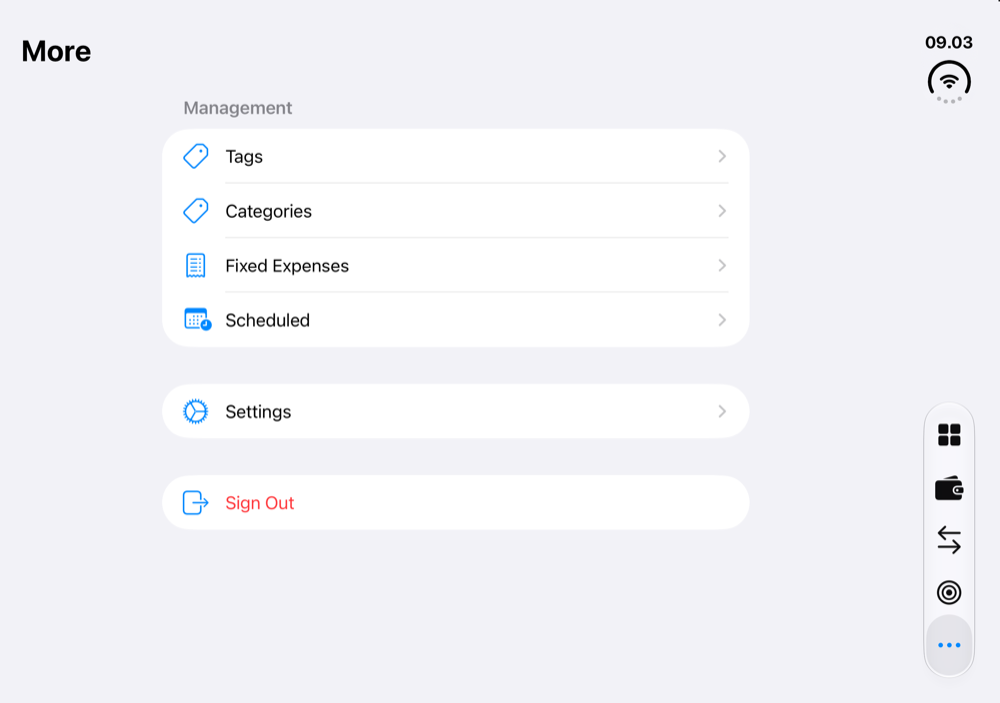 More
09.03
Management
Tags
Categories
Fixed Expenses
Scheduled
Settings
Sign Out